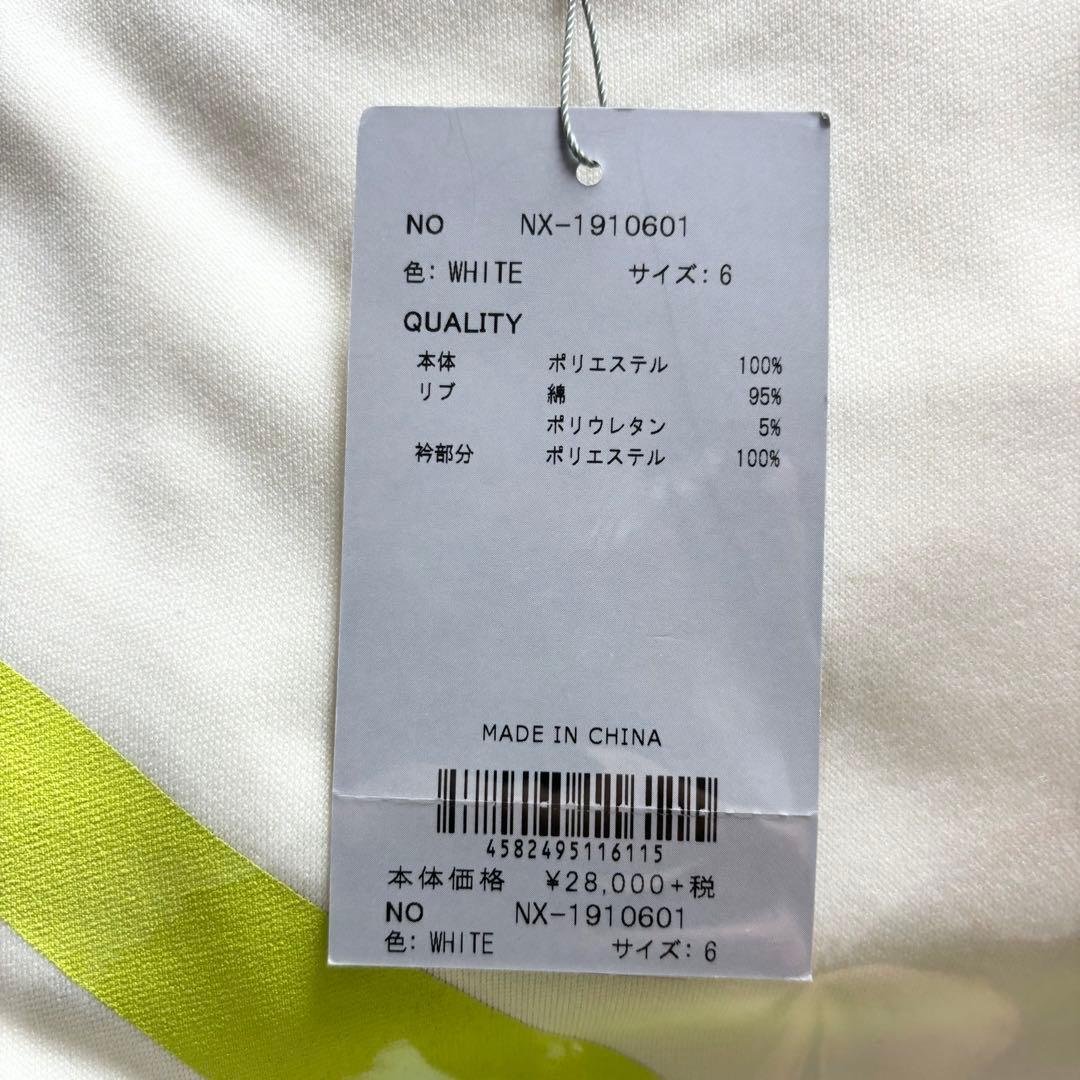 NO NX-1910601
色: WHITE サイズ: 6
QUALITY
本体 ポリエステル 100%
リブ 綿 95%
ポリウレタン 5%
衿部分 ポリエステル 100%
MADE IN CHINA
4582495116115
本体価格 ¥28,000+税
NO NX-1910601
色: WHITE サイズ: 6